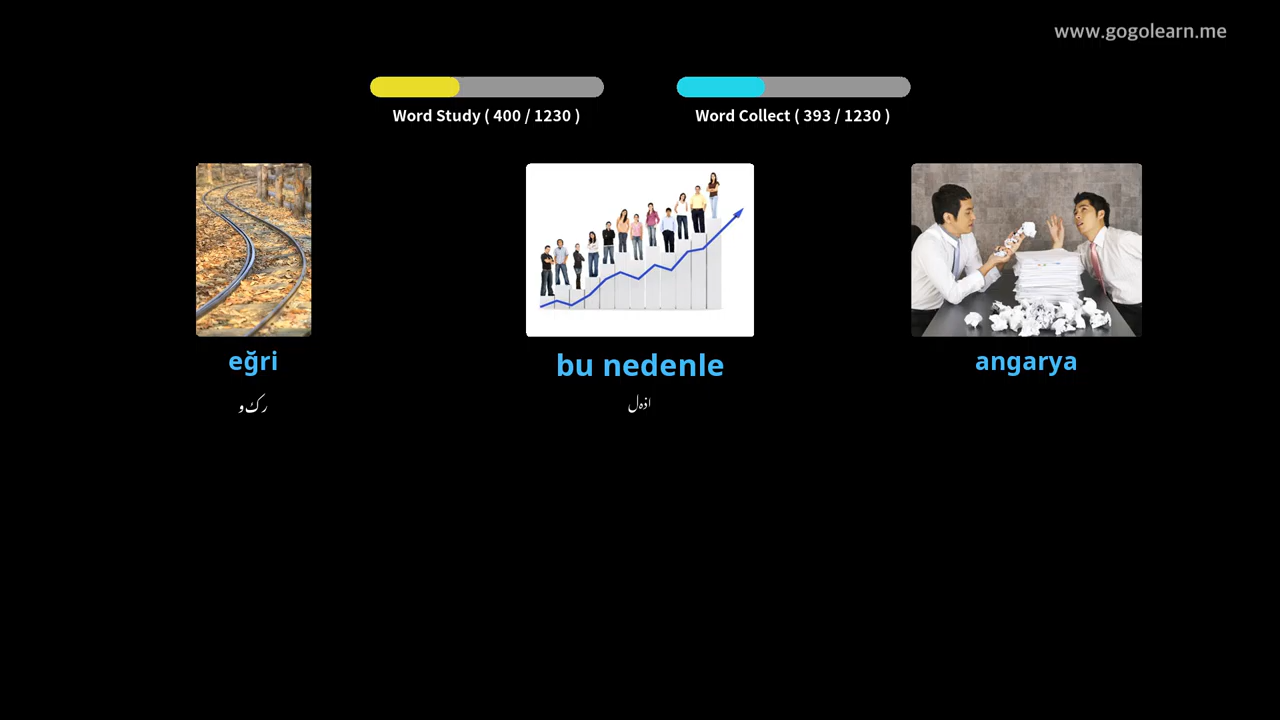 www.gogolearn.me
Word Study ( 400 / 1230 )
Word Collect ( 393 / 1230 )
eğri
bu nedenle
angarya